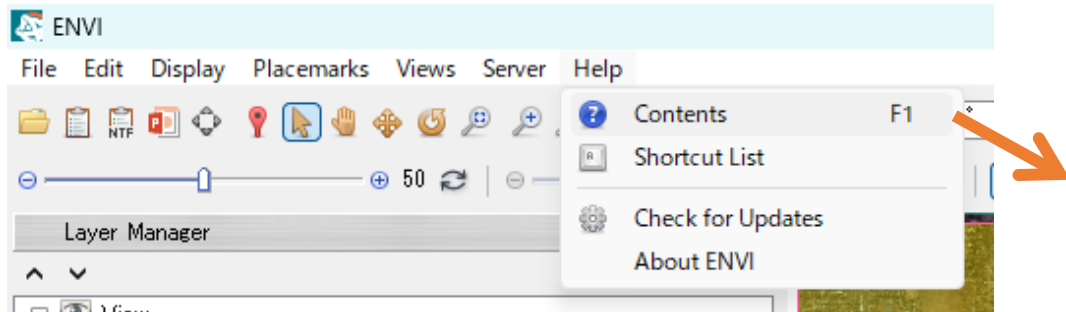 ENVI
File Edit Display Placemarks Views Server Help
NTF
Contents F1
50
Shortcut List
Layer Manager
Check for Updates
About ENVI